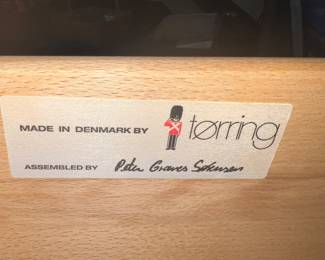 MADE IN DENMARK BY tørring
ASSEMBLED BY Peter Graves Sørensen